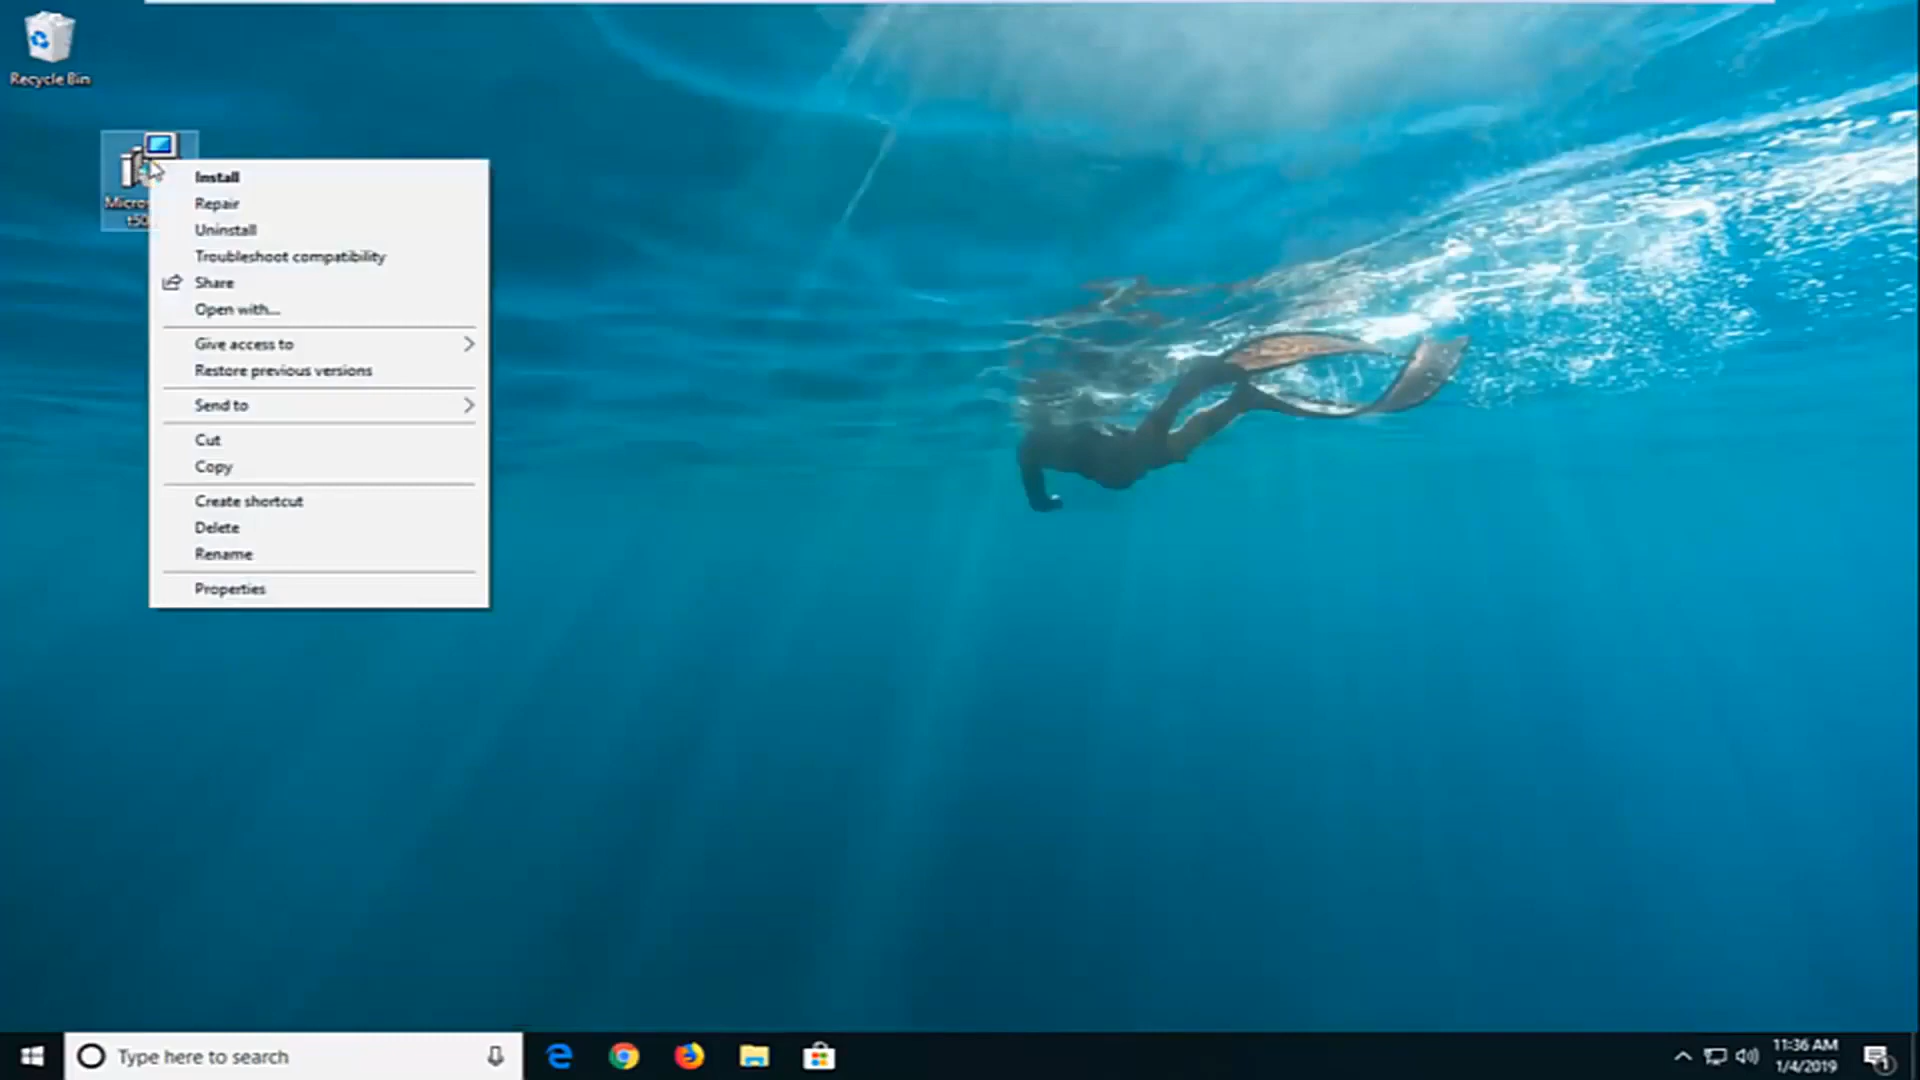 Recycle Bin
Install
Repair
Uninstall
Troubleshoot compatibility
Share
Open with...
Give access to
Restore previous versions
Send to
Cut
Copy
Create shortcut
Delete
Rename
Properties
Type here to search
11:36 AM
1/4/2019
1